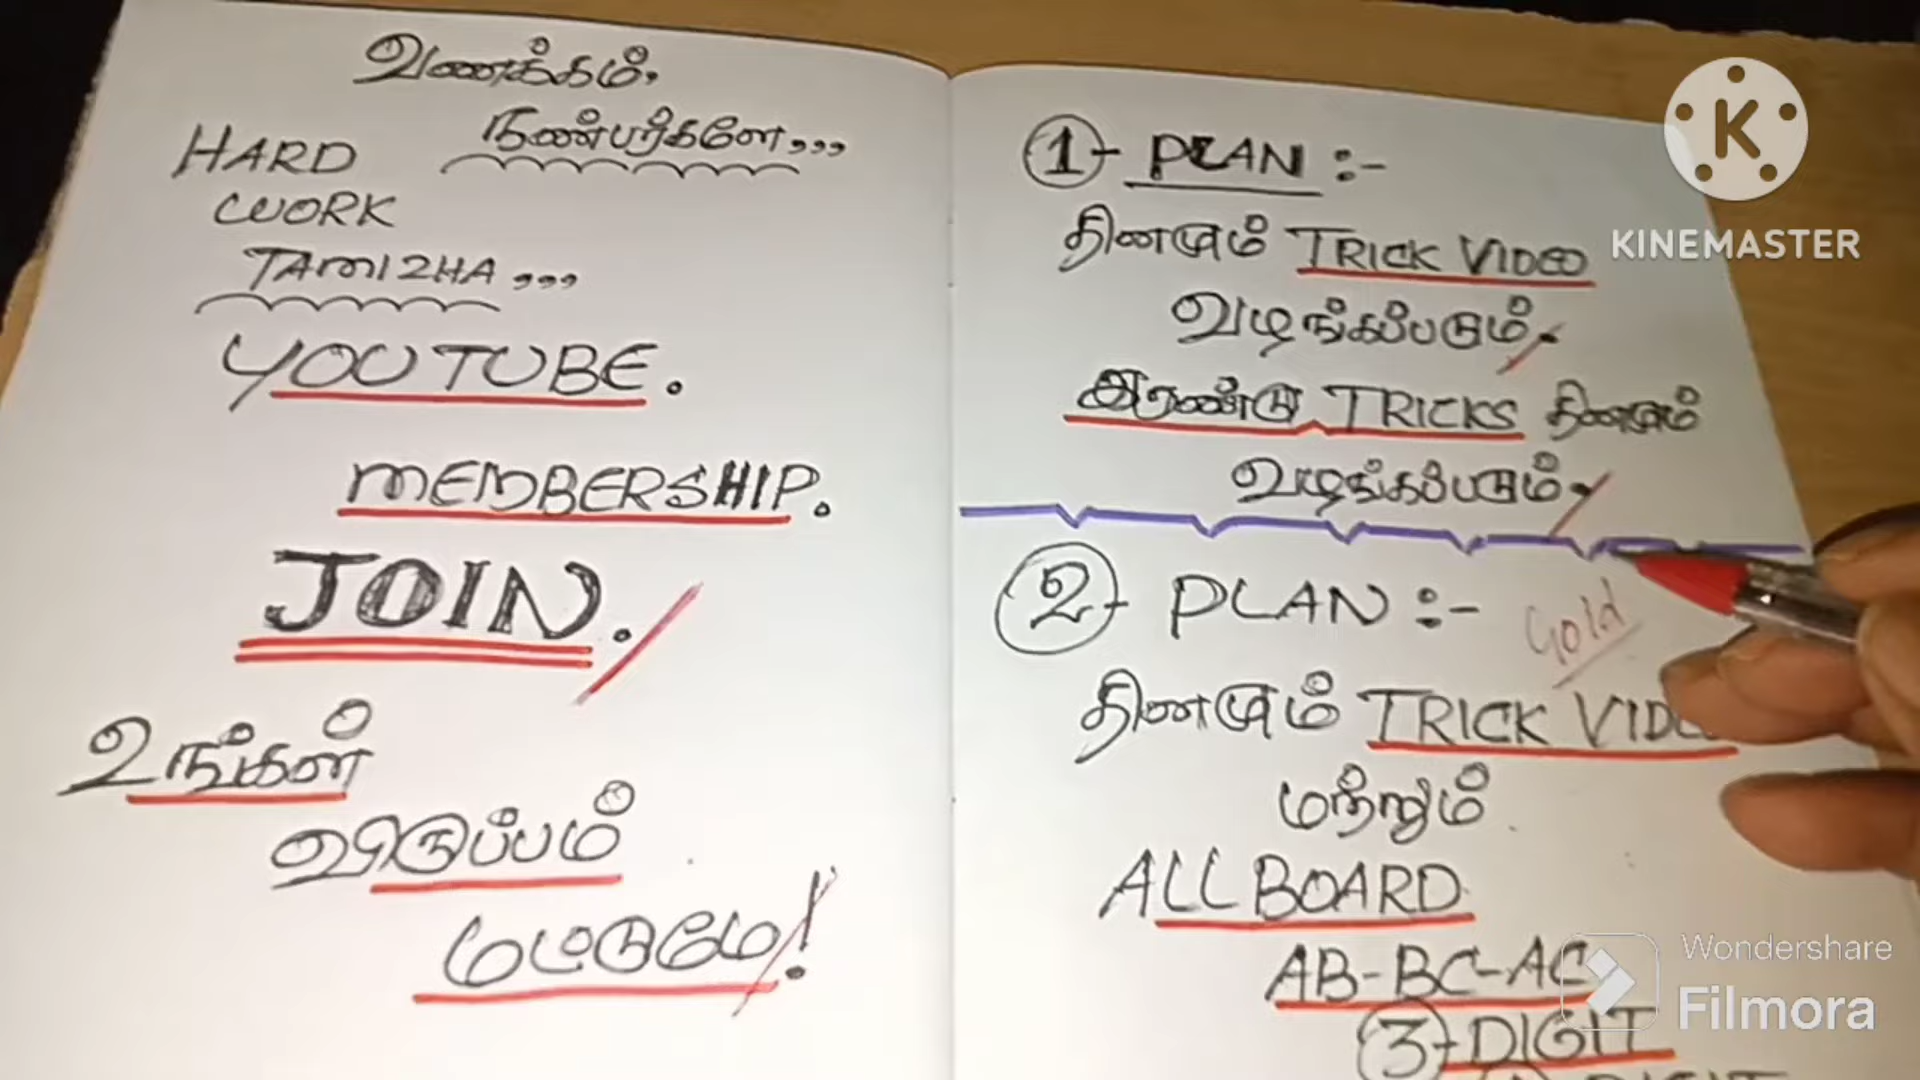 வணக்கம்,
நண்பர்களே,,,
HARD
WORK
TAMIZHA,,,
YOUTUBE.
MEMBERSHIP.
JOIN.
உங்கள்
விருப்பம்
மட்டுமே!
1- PLAN :-
தினமும் TRICK VIDEO
வழங்கப்படும்.
இரண்டு TRICKS தினமும்
வழங்கப்படும்.
2- PLAN :-
Gold
தினமும் TRICK VIDEO
மற்றும்
ALL BOARD
AB-BC-AC
3-DIGIT
KINEMASTER
Wondershare
Filmora